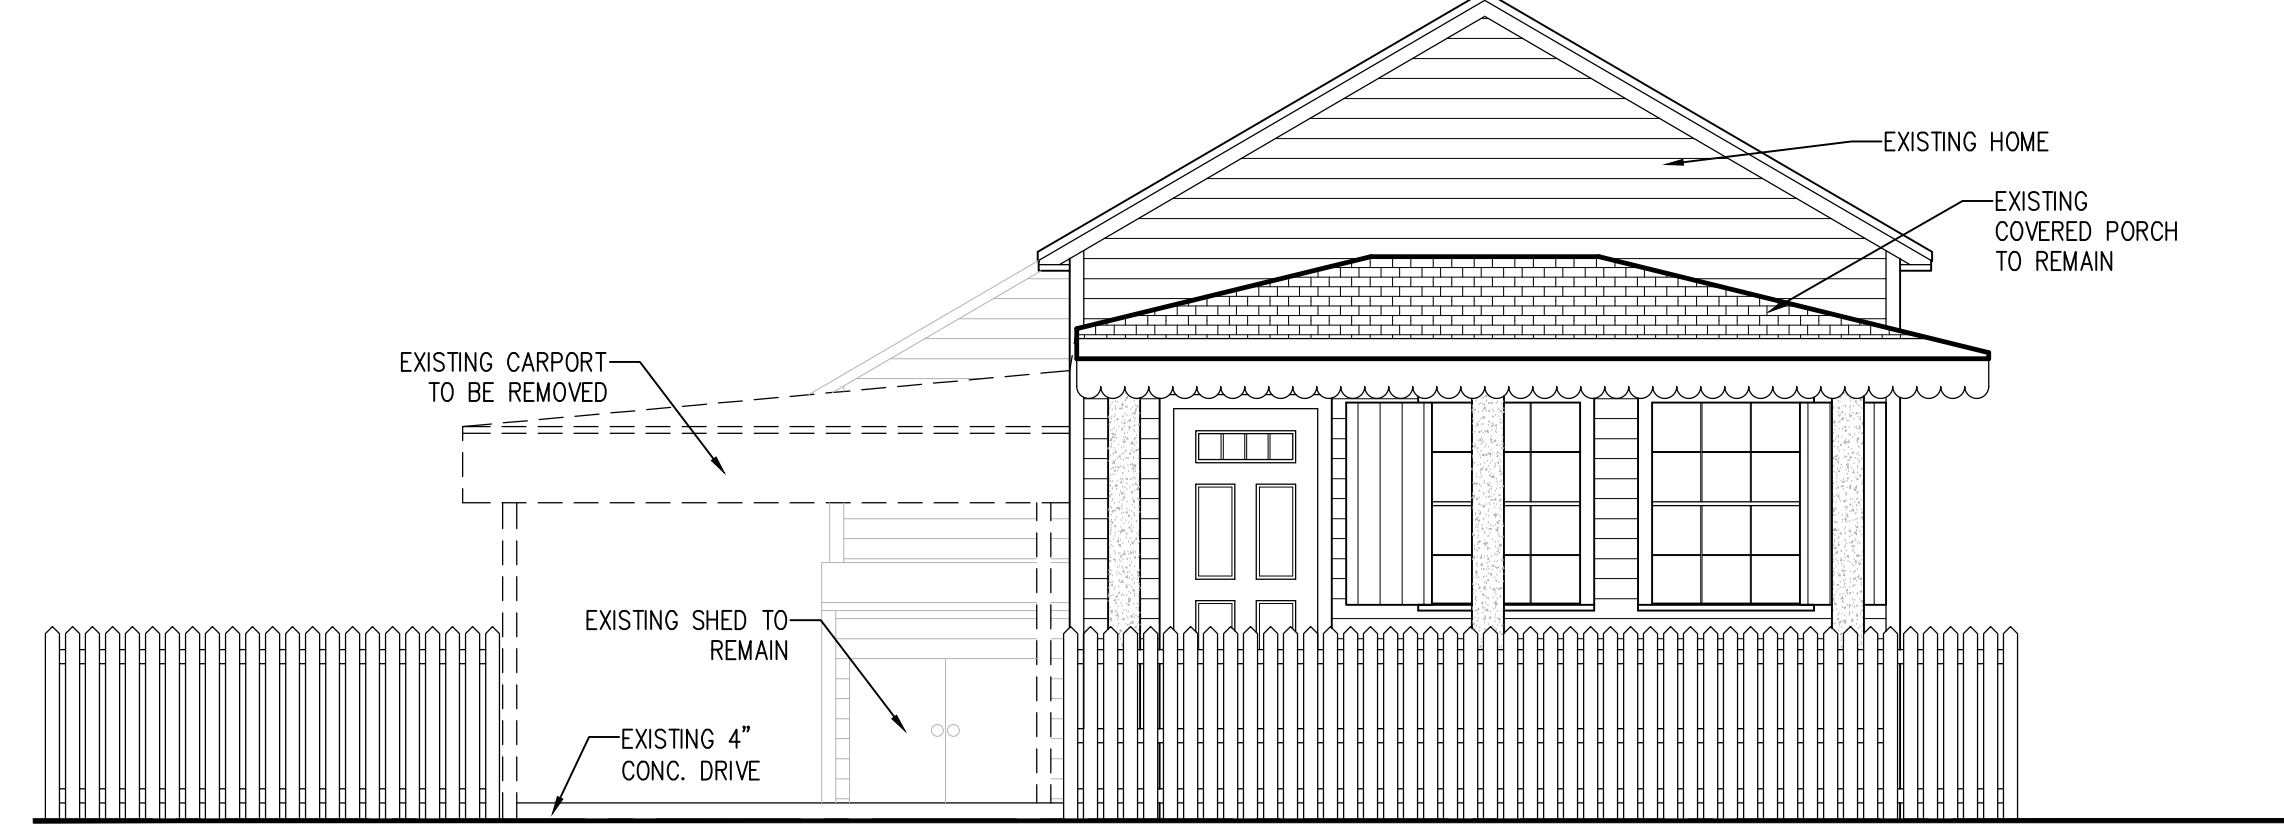 EXISTING HOME
EXISTING
COVERED PORCH
TO REMAIN
EXISTING CARPORT
TO BE REMOVED
EXISTING SHED TO
REMAIN
EXISTING 4”
CONC. DRIVE